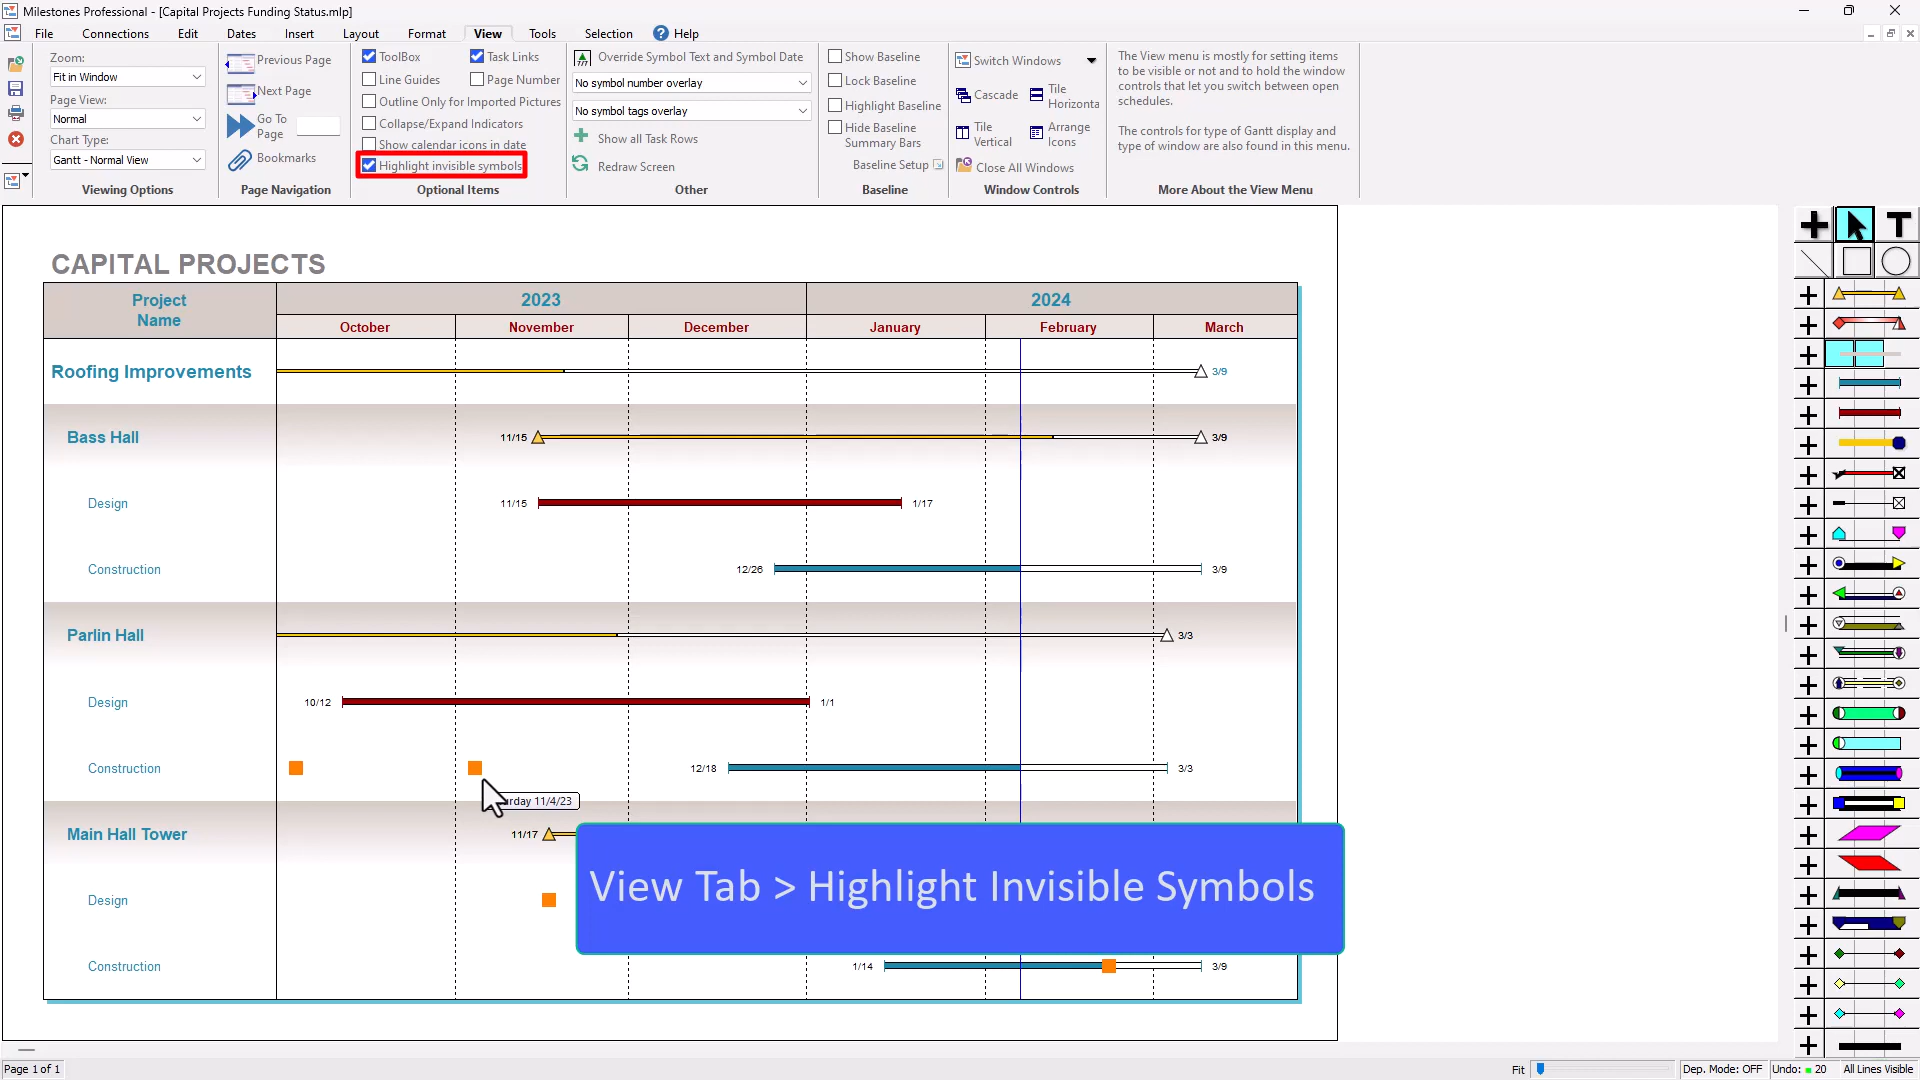 Milestones Professional - [Capital Projects Funding Status.mlp]
File Connections Edit Dates Insert Layout Format View Tools Selection Help
Zoom:
Fit in Window
Page View:
Normal
Chart Type:
Gantt - Normal View
Viewing Options
Previous Page
Next Page
Go To
Page
Bookmarks
Page Navigation
ToolBox Task Links
Line Guides Page Number
Outline Only for Imported Pictures
Collapse/Expand Indicators
Show calendar icons in date
Highlight invisible symbols
Optional Items
Override Symbol Text and Symbol Date
No symbol number overlay
No symbol tags overlay
Show all Task Rows
Redraw Screen
Other
Show Baseline
Lock Baseline
Highlight Baseline
Hide Baseline
Summary Bars
Baseline Setup
Baseline
Switch Windows
Cascade Tile
Horizonta
Tile
Vertical
Arrange
Icons
Close All Windows
Window Controls
The View menu is mostly for setting items
to be visible or not and to hold the window
controls that let you switch between open
schedules.
The controls for type of Gantt display and
type of window are also found in this menu.
More About the View Menu
T
CAPITAL PROJECTS
Project
Name
2023 2024
October November December January February March
Roofing Improvements 3/9
Bass Hall 11/15 3/9
Design 11/15 1/17
Construction 12/26 3/9
Parlin Hall 3/3
Design 10/12 1/1
Construction 12/18 3/3
urday 11/4/23
Main Hall Tower 11/17
View Tab > Highlight Invisible Symbols
Design
Construction 1/14 3/9
Page 1 of 1 Fit Dep. Mode: OFF Undo: 20 All Lines Visible